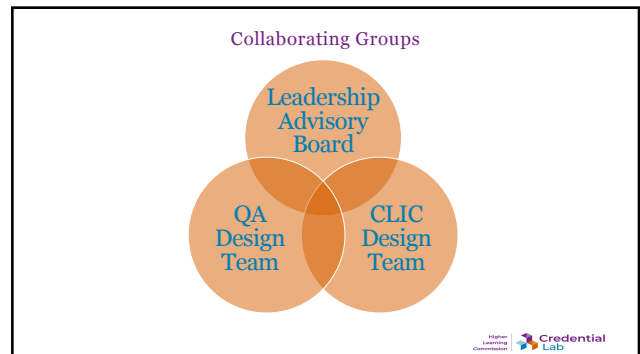 Collaborating Groups
Leadership
Advisory
Board
QA
Design
Team
CLIC
Design
Team
Higher
Learning
Commission
Credential
Lab